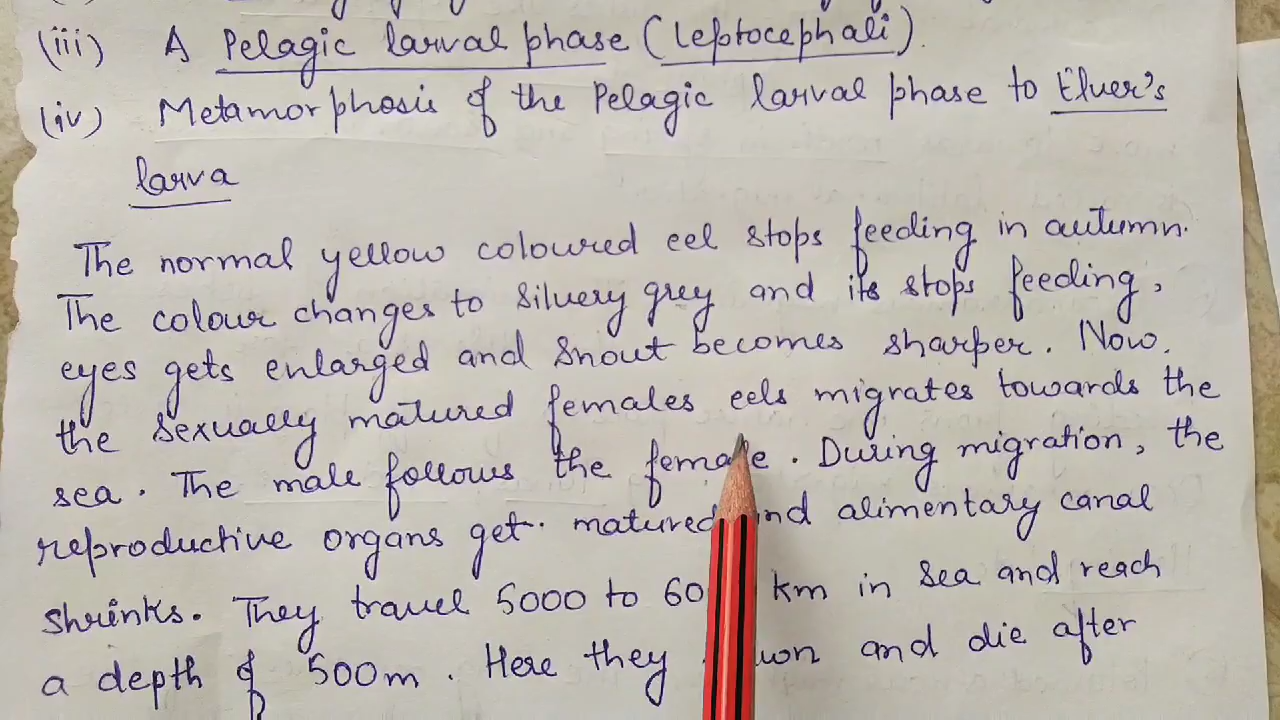 (iii) A Pelagic larval phase (leptocephali).
(iv) Metamorphosis of the Pelagic larval phase to Elver's
larva
The normal yellow coloured eel stops feeding in autumn.
The colour changes to silvery grey and its stops feeding,
eyes gets enlarged and snout becomes sharper. Now.
the sexually matured females eels migrates towards the
sea. The male follows the female. During migration, the
reproductive organs get matured and alimentary canal
shrinks. They travel 5000 to 60 km in sea and reach
a depth of 500m. Here they and die after